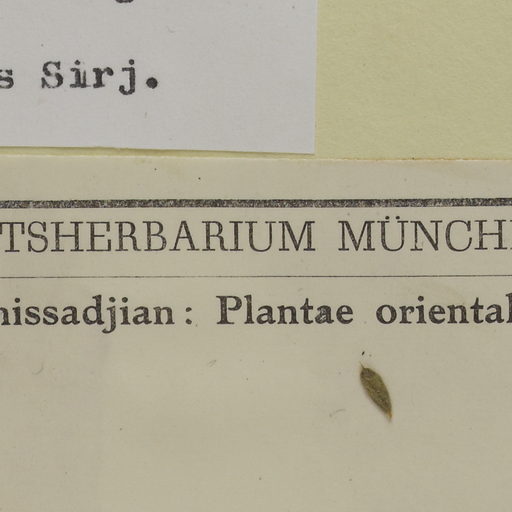 s Sirj.
TSHERBARIUM MÜNCH
nissadjian: Plantae oriental